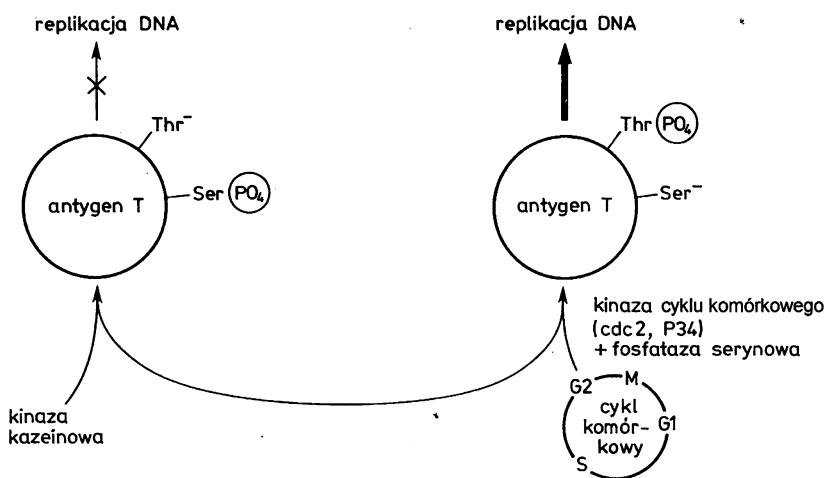 replikacja DNA
Thr⁻
Ser PO₄
antygen T
kinaza
kazeinowa
replikacja DNA
Thr PO₄
Ser⁻
antygen T
kinaza cyklu komórkowego
(cdc2, P34)
+ fosfataza serynowa
G2 M
G1
S
cykl
komór-
kowy